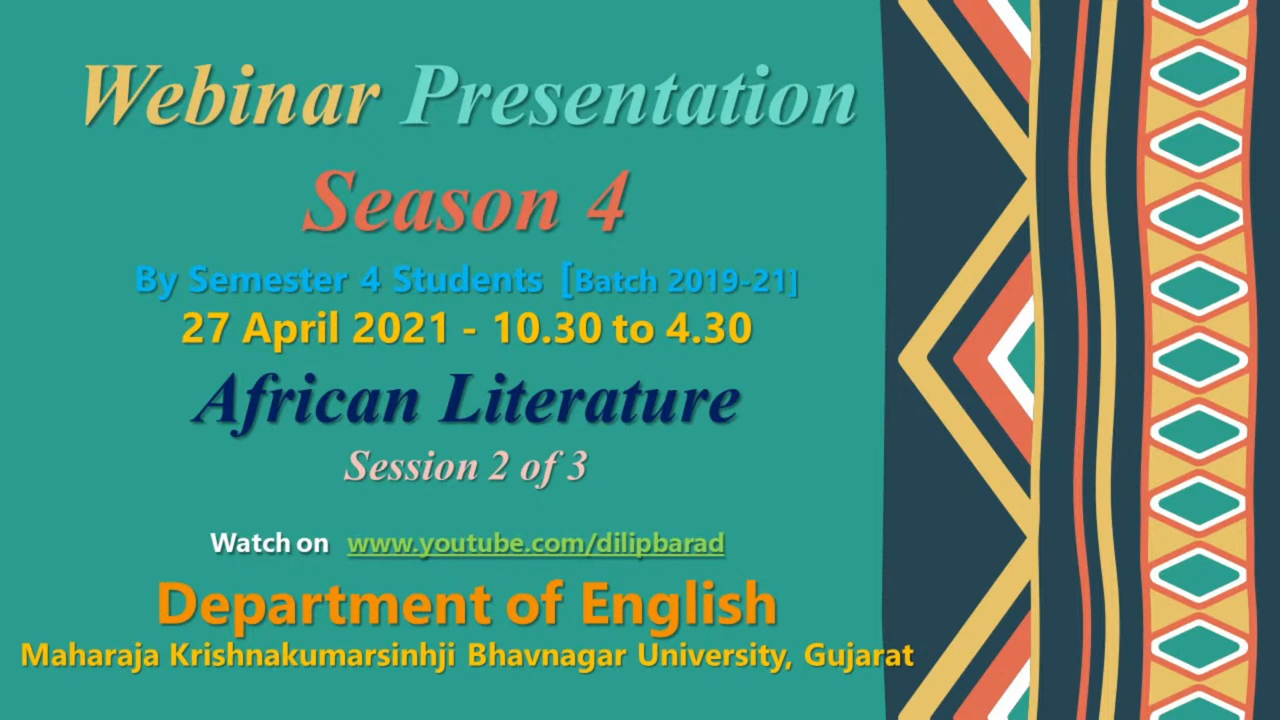 Webinar Presentation
Season 4
By Semester 4 Students [Batch 2019-21]
27 April 2021 - 10.30 to 4.30
African Literature
Session 2 of 3
Watch on www.youtube.com/dilipbarad
Department of English
Maharaja Krishnakumarsinhji Bhavnagar University, Gujarat